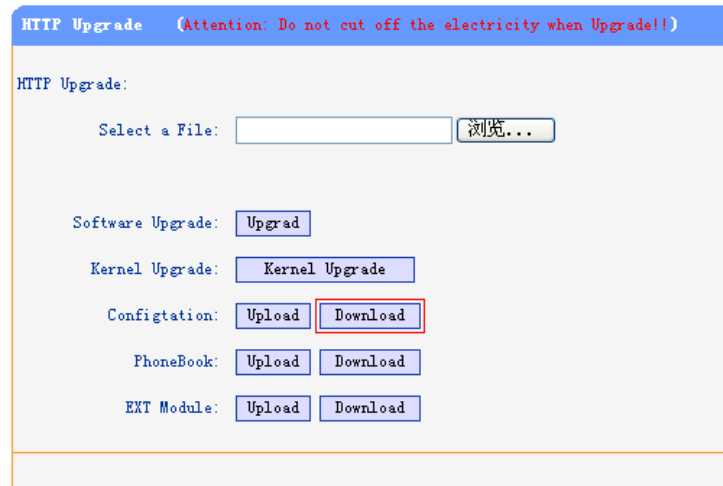 HTTP Upgrade (Attention: Do not cut off the electricity when Upgrade!!)
HTTP Upgrade:
Select a File: 浏览...
Software Upgrade: Upgrad
Kernel Upgrade: Kernel Upgrade
Configtation: Upload Download
PhoneBook: Upload Download
EXT Module: Upload Download